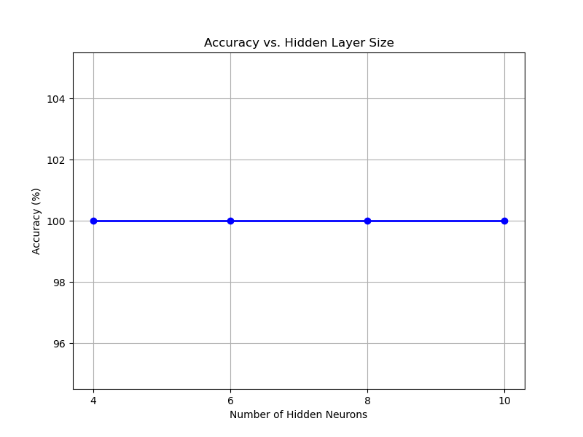 Accuracy vs. Hidden Layer Size
Accuracy (%)
104
102
100
98
96
4 6 8 10
Number of Hidden Neurons